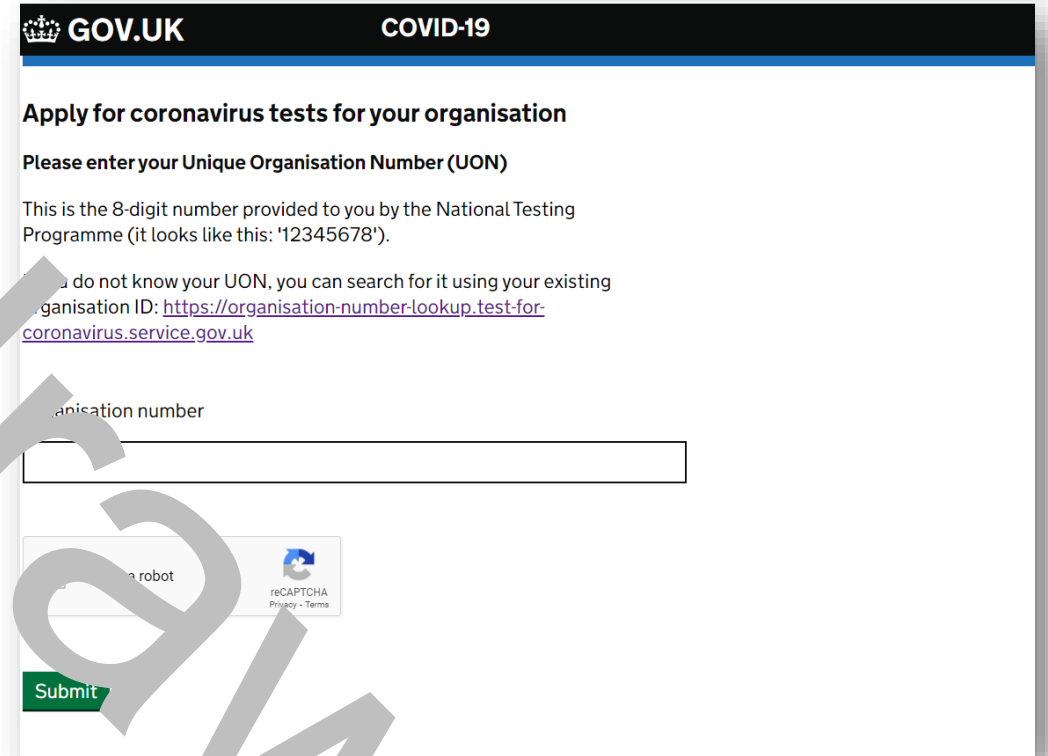 GOV.UK COVID-19
Apply for coronavirus tests for your organisation
Please enter your Unique Organisation Number (UON)
This is the 8-digit number provided to you by the National Testing
Programme (it looks like this: '12345678').
do not know your UON, you can search for it using your existing
organisation ID: https://organisation-number-lookup.test-for-
coronavirus.service.gov.uk
number
robot
reCAPTCHA
Privacy - Terms
Submit